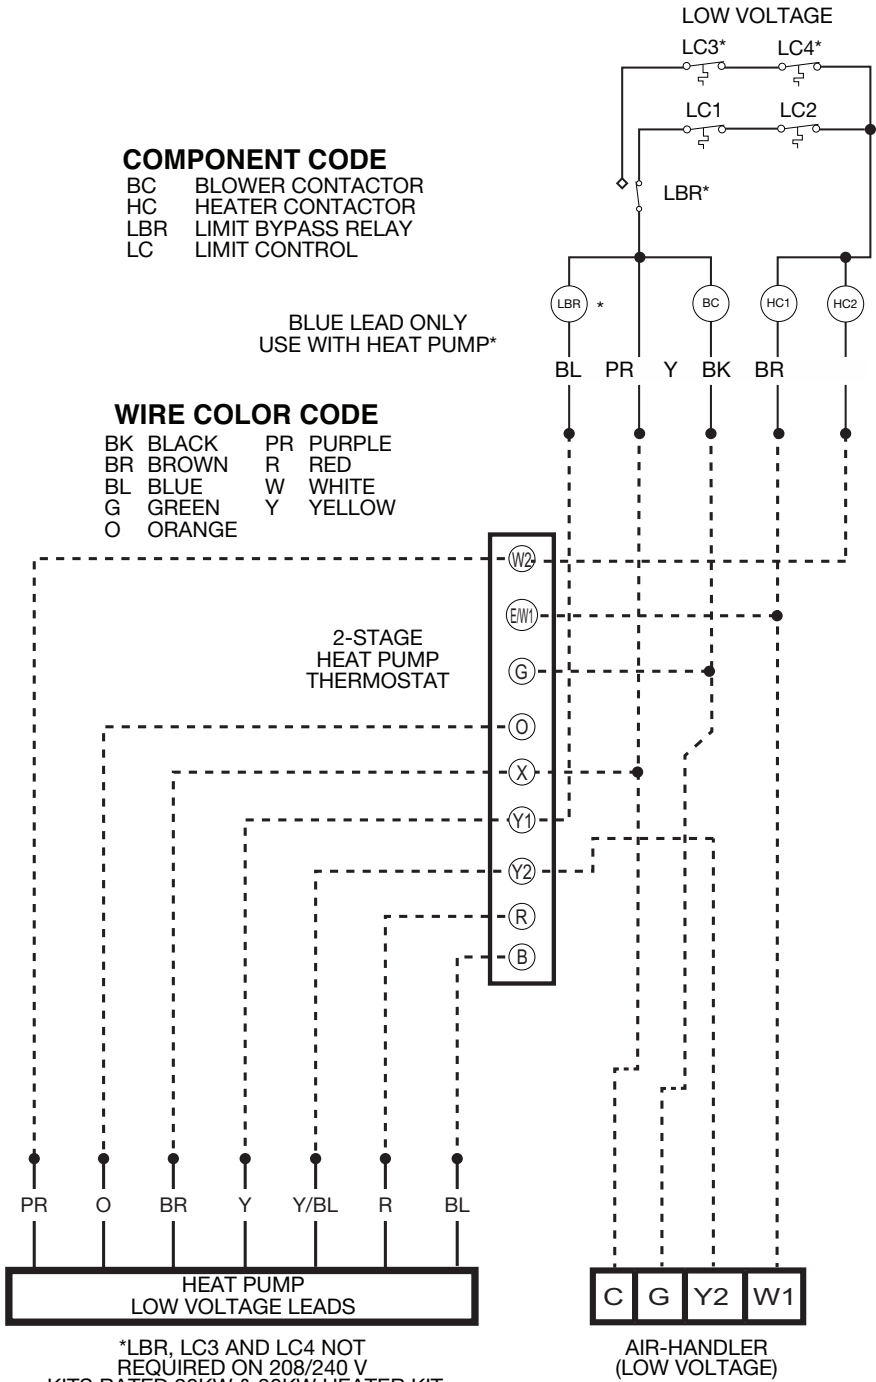 LOW VOLTAGE
LC3* LC4*
LC1 LC2
COMPONENT CODE
BC BLOWER CONTACTOR
HC HEATER CONTACTOR
LBR LIMIT BYPASS RELAY
LC LIMIT CONTROL
LBR*
LBR * BC HC1 HC2
BLUE LEAD ONLY
USE WITH HEAT PUMP*
BL PR Y BK BR
WIRE COLOR CODE
BK BLACK PR PURPLE
BR BROWN R RED
BL BLUE W WHITE
G GREEN Y YELLOW
O ORANGE
W2
E/W1
2-STAGE
HEAT PUMP
THERMOSTAT
G
O
X
Y1
Y2
R
B
PR O BR Y Y/BL R BL
HEAT PUMP
LOW VOLTAGE LEADS
C G Y2 W1
*LBR, LC3 AND LC4 NOT
REQUIRED ON 208/240 V
AIR-HANDLER
(LOW VOLTAGE)